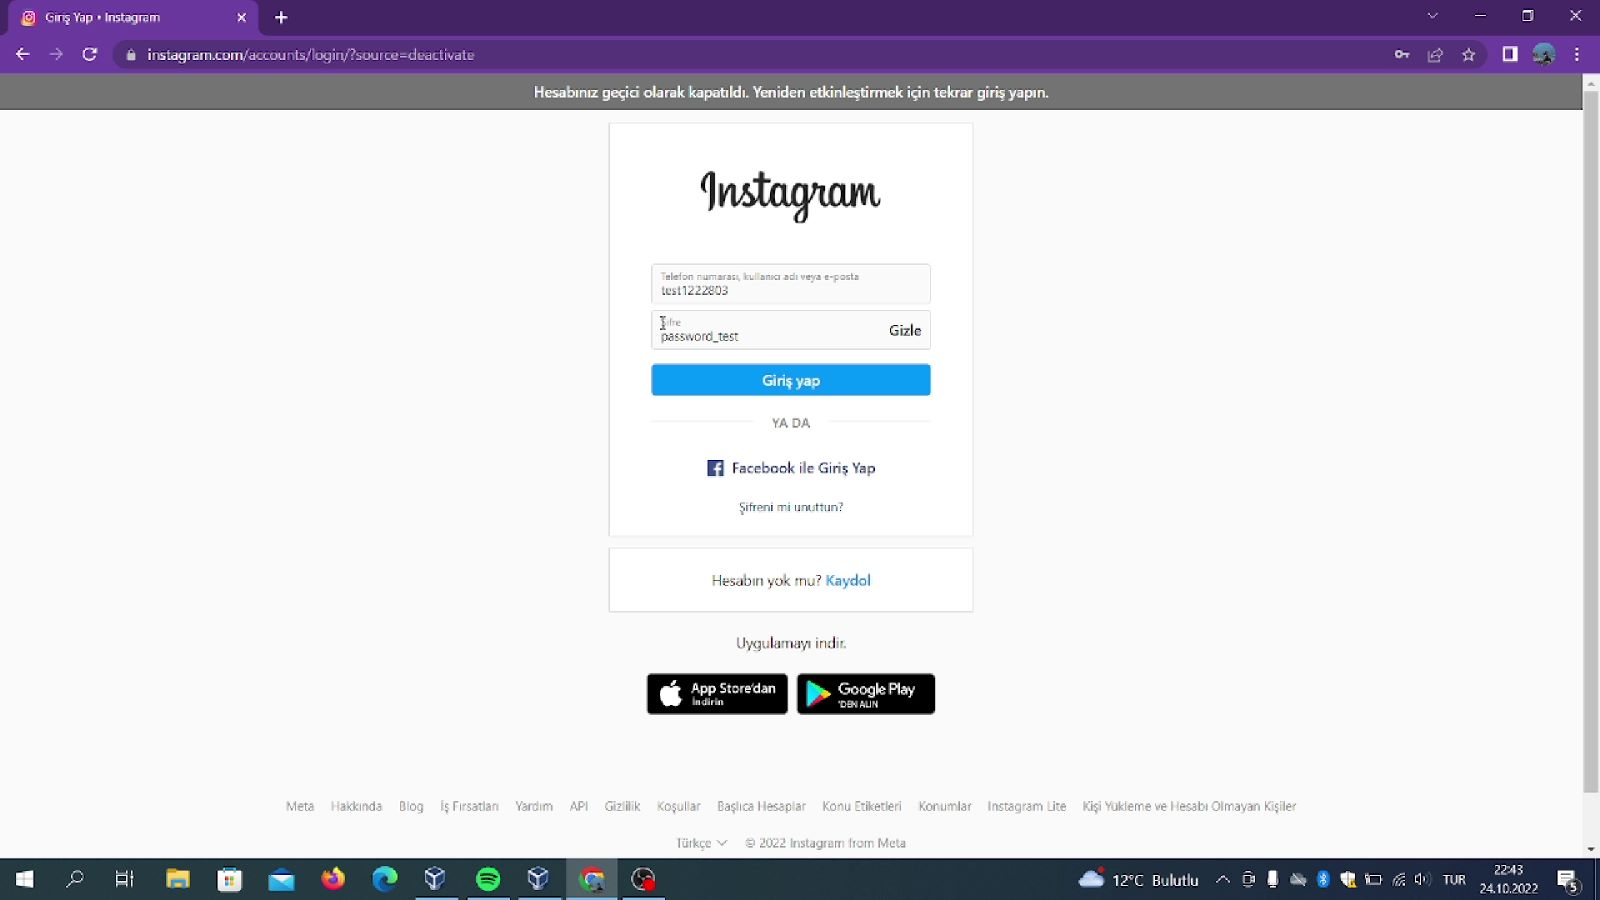 Giriş Yap • Instagram
instagram.com/accounts/login/?source=deactivate
Hesabınız geçici olarak kapatıldı. Yeniden etkinleştirmek için tekrar giriş yapın.
Instagram
Telefon numarası, kullanıcı adı veya e-posta
test1222803
Şifre
password_test
Gizle
Giriş yap
YA DA
Facebook ile Giriş Yap
Şifreni mi unuttun?
Hesabın yok mu? Kaydol
Uygulamayı indir.
App Store'dan
İndirin
Google Play
'DEN ALIN
Meta Hakkında Blog İş Fırsatları Yardım API Gizlilik Koşullar Başlıca Hesaplar Konu Etiketleri Konumlar Instagram Lite Kişi Yükleme ve Hesabı Olmayan Kişiler
Türkçe © 2022 Instagram from Meta
12°C Bulutlu
TUR
22:43
24.10.2022
5